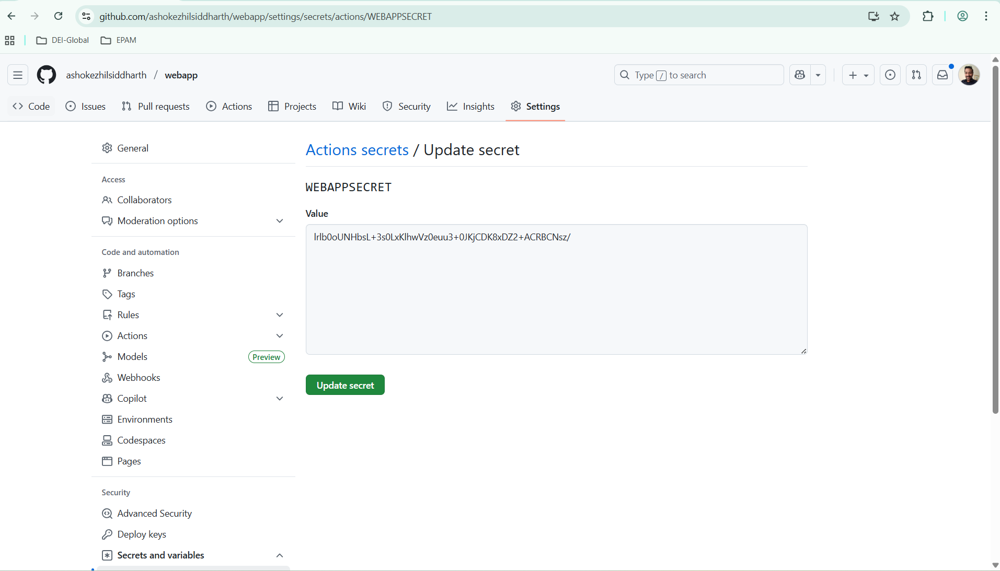 github.com/ashokezhilsiddharth/webapp/settings/secrets/actions/WEBAPPSECRET
DEI-Global
EPAM
ashokezhilsiddharth / webapp
Type / to search
Code
Issues
Pull requests
Actions
Projects
Wiki
Security
Insights
Settings
General
Access
Collaborators
Moderation options
Code and automation
Branches
Tags
Rules
Actions
Models
Preview
Webhooks
Copilot
Environments
Codespaces
Pages
Security
Advanced Security
Deploy keys
Secrets and variables
Actions secrets / Update secret
WEBAPPSECRET
Value
lrlb0oUNHbsL+3s0LxKlhwVz0euu3+0JKjCDK8xDZ2+ACRBCNsz/
Update secret